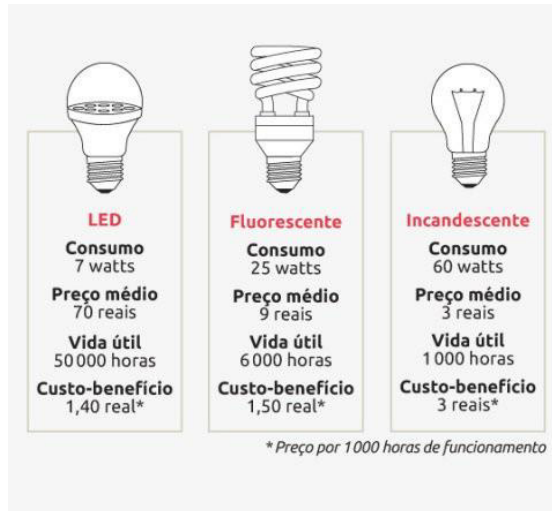 LED
Consumo
7 watts
Preço médio
70 reais
Vida útil
50 000 horas
Custo-benefício
1,40 real*
Fluorescente
Consumo
25 watts
Preço médio
9 reais
Vida útil
6 000 horas
Custo-benefício
1,50 real*
Incandescente
Consumo
60 watts
Preço médio
3 reais
Vida útil
1 000 horas
Custo-benefício
3 reais*
* Preço por 1 000 horas de funcionamento